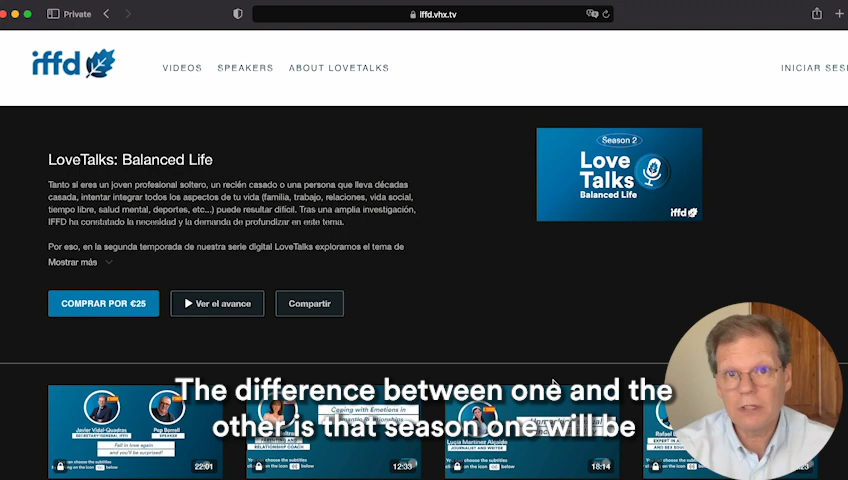 Private
iffd.vhx.tv
iffd
VIDEOS SPEAKERS ABOUT LOVETALKS
INICIAR SESI
LoveTalks: Balanced Life
Tanto si eres un joven profesional soltero, un recién casado o una persona que lleva décadas
casada, intentar integrar todos los aspectos de tu vida (familia, trabajo, relaciones, vida social,
tiempo libre, salud mental, deportes, etc...) puede resultar difícil. Tras una amplia investigación,
IFFD ha constatado la necesidad y la demanda de profundizar en este tema.
Por eso, en la segunda temporada de nuestra serie digital LoveTalks exploramos el tema de
Mostrar más
COMPRAR POR €25
Ver el avance
Compartir
Season 2
Love
Talks
Balanced Life
iffd
The difference between one and the
other is that season one will be
Javier Vidal-Quadras
SECRETARY-GENERAL, IFFD
Pep Borrell
SPEAKER
Fall in love again
and you'll be surprised!
22:01
Coping with Emotions in
RELATIONSHIP COACH
12:33
Lucía Martínez Alcalde
JOURNALIST AND WRITER
18:14